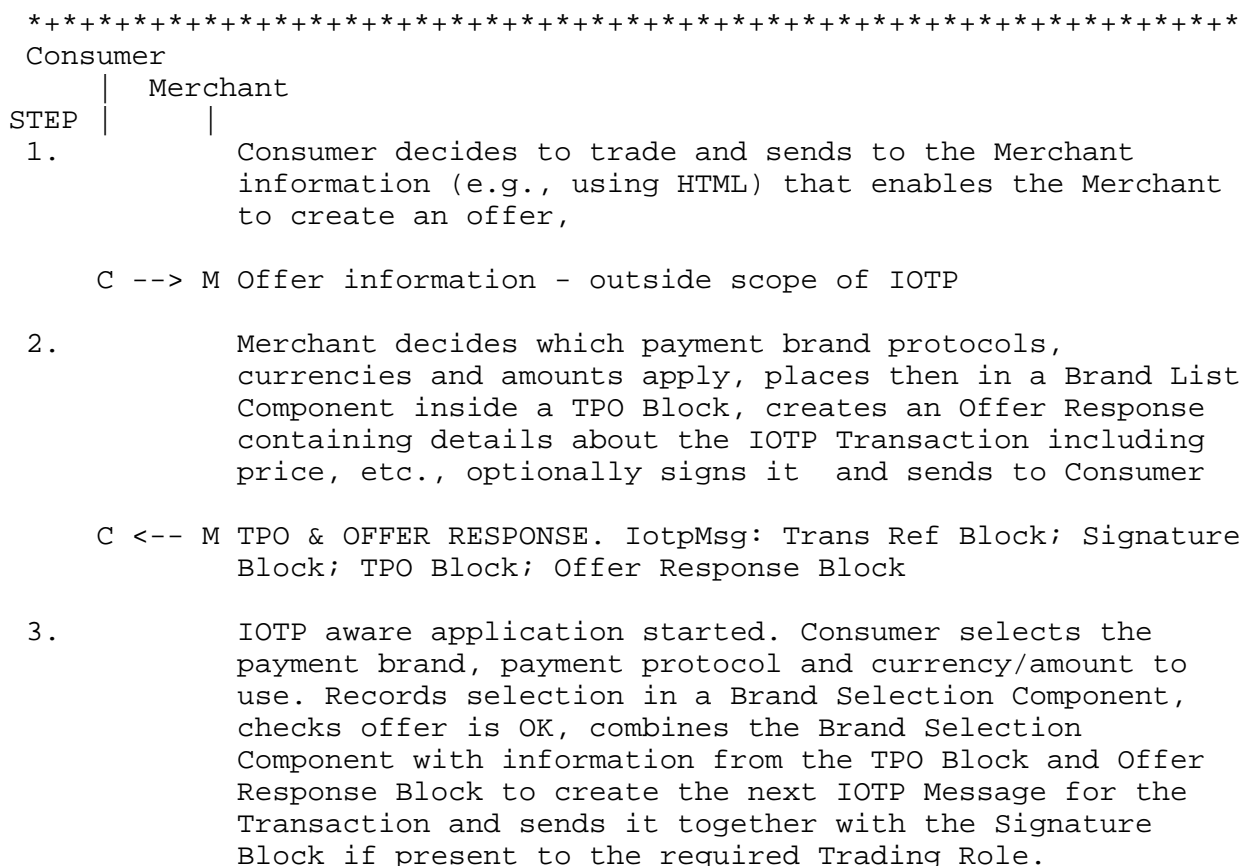 *+*+*+*+*+*+*+*+*+*+*+*+*+*+*+*+*+*+*+*+*+*+*+*+*+*+*+*+*+*+*+*+*+*+*
Consumer
| Merchant
STEP | |
1. Consumer decides to trade and sends to the Merchant
information (e.g., using HTML) that enables the Merchant
to create an offer,
C --> M Offer information - outside scope of IOTP
2. Merchant decides which payment brand protocols,
currencies and amounts apply, places then in a Brand List
Component inside a TPO Block, creates an Offer Response
containing details about the IOTP Transaction including
price, etc., optionally signs it  and sends to Consumer
C <-- M TPO & OFFER RESPONSE. IotpMsg: Trans Ref Block; Signature
Block; TPO Block; Offer Response Block
3. IOTP aware application started. Consumer selects the
payment brand, payment protocol and currency/amount to
use. Records selection in a Brand Selection Component,
checks offer is OK, combines the Brand Selection
Component with information from the TPO Block and Offer
Response Block to create the next IOTP Message for the
Transaction and sends it together with the Signature
Block if present to the required Trading Role.